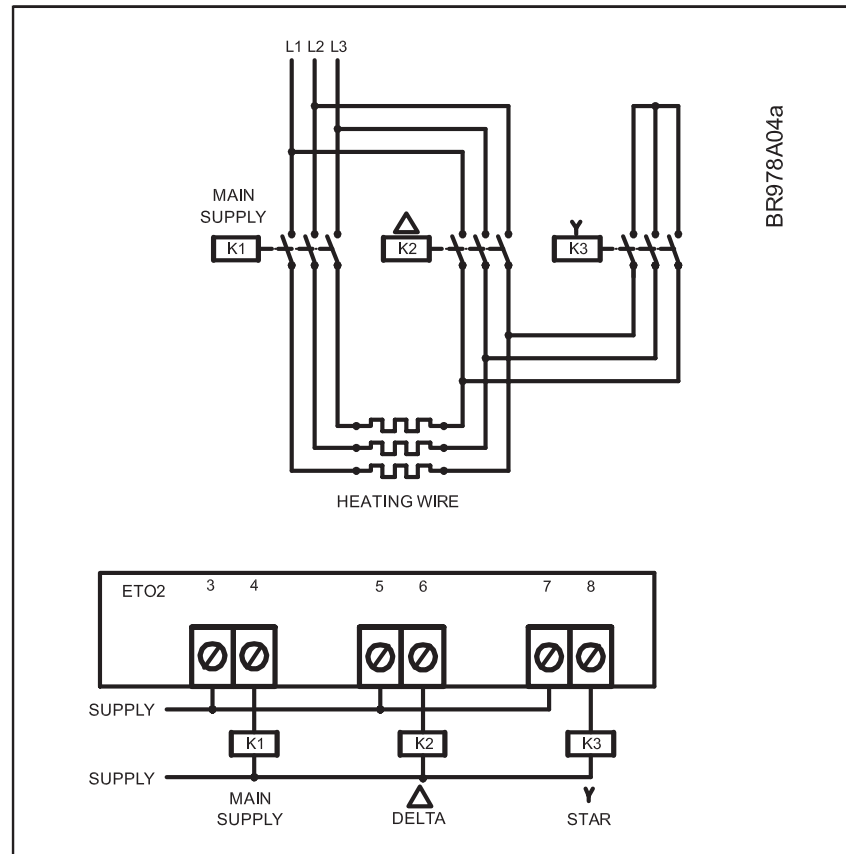 L1 L2 L3
BR978A04a
MAIN
SUPPLY
K1
K2
Y
K3
HEATING WIRE
ETO2
3 4 5 6 7 8
SUPPLY
K1
K2
K3
SUPPLY
MAIN
SUPPLY
DELTA
Y
STAR